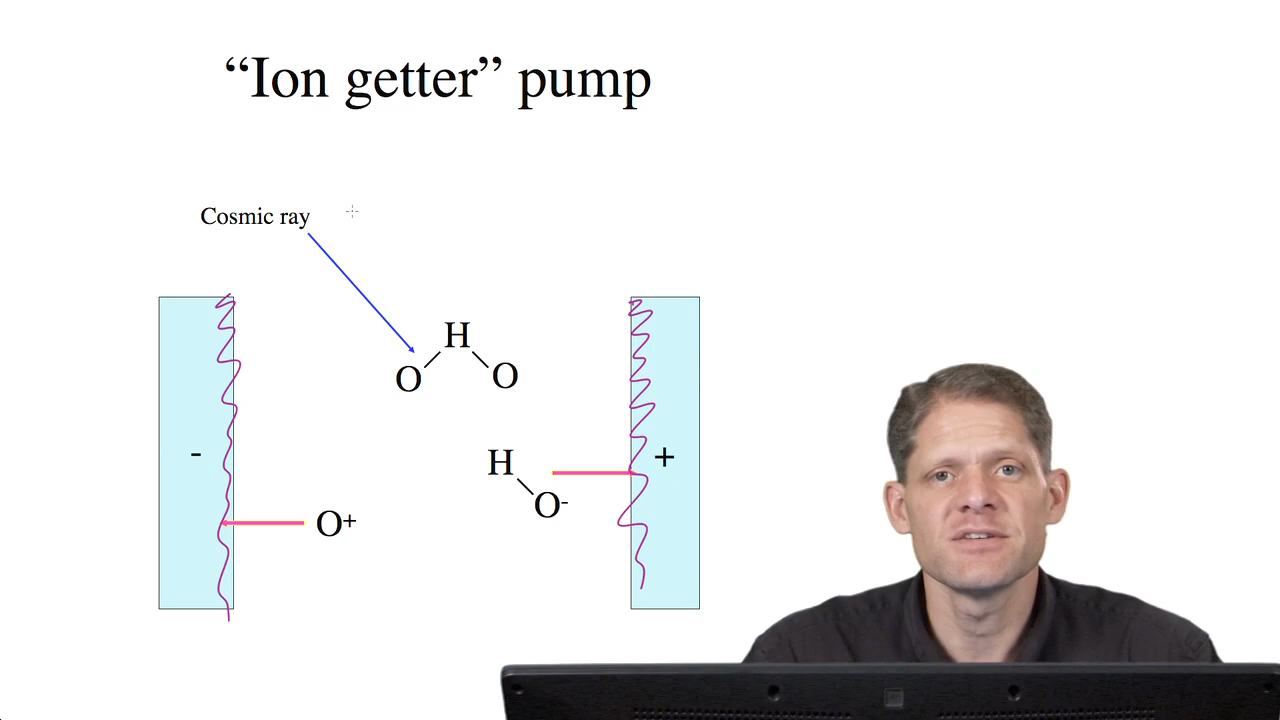 “Ion getter” pump
Cosmic ray
H
O O
H
- +
O-
O+